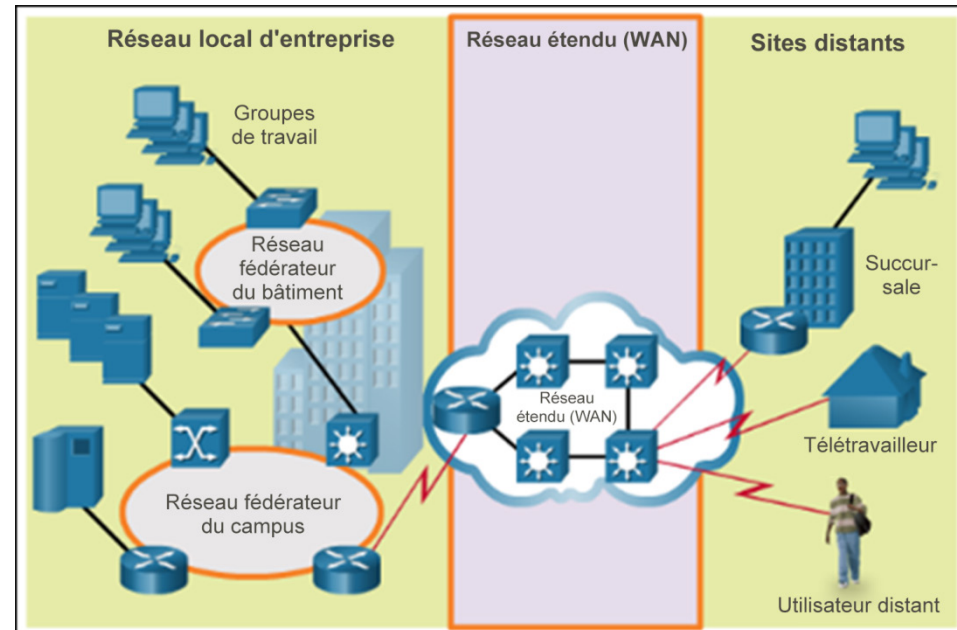 Réseau local d'entreprise
Réseau étendu (WAN)
Sites distants
Groupes
de travail
Réseau
fédérateur
du bâtiment
Réseau fédérateur
du campus
Réseau
étendu (WAN)
Succur-
sale
Télétravailleur
Utilisateur distant